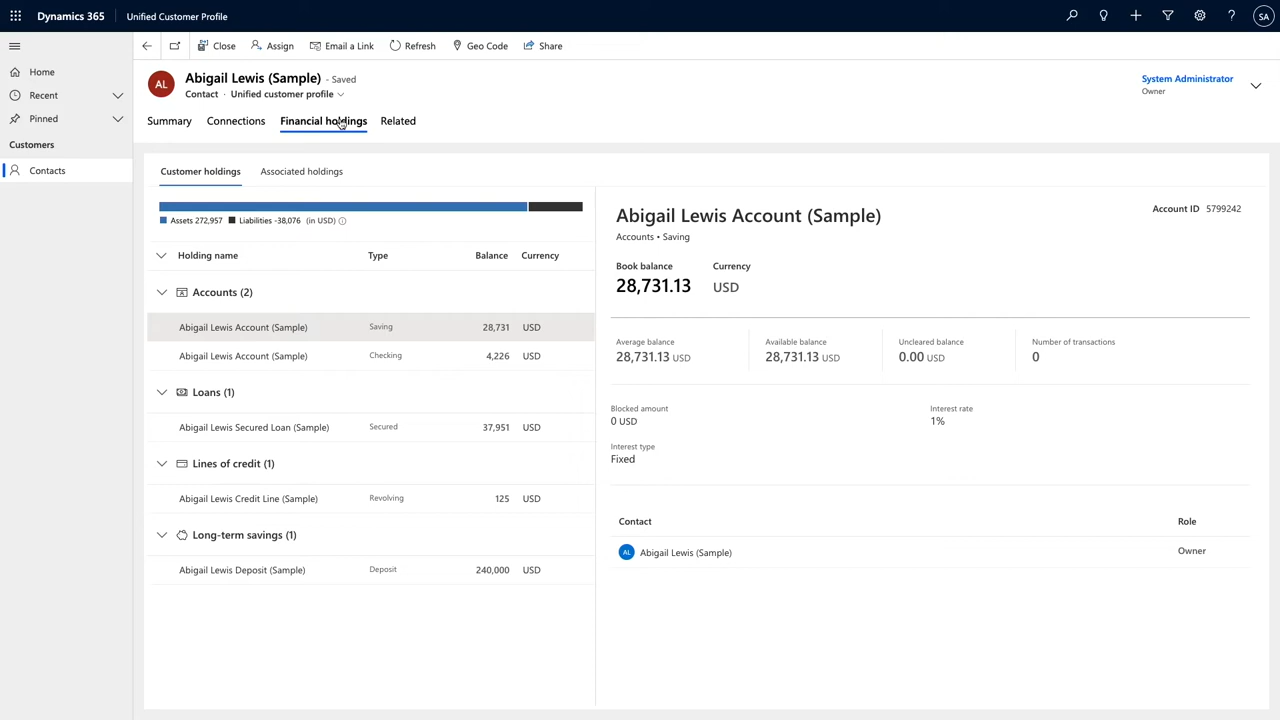 Dynamics 365
Unified Customer Profile
SA
Close
Assign
Email a Link
Refresh
Geo Code
Share
Home
Recent
Pinned
Customers
Contacts
AL
Abigail Lewis (Sample) - Saved
Contact · Unified customer profile
System Administrator
Owner
Summary
Connections
Financial holdings
Related
Customer holdings
Associated holdings
Assets 272,957 Liabilities -38,076 (in USD)
Holding name Type Balance Currency
Accounts (2)
Abigail Lewis Account (Sample) Saving 28,731 USD
Abigail Lewis Account (Sample) Checking 4,226 USD
Loans (1)
Abigail Lewis Secured Loan (Sample) Secured 37,951 USD
Lines of credit (1)
Abigail Lewis Credit Line (Sample) Revolving 125 USD
Long-term savings (1)
Abigail Lewis Deposit (Sample) Deposit 240,000 USD
Abigail Lewis Account (Sample)
Accounts • Saving
Account ID 5799242
Book balance Currency
28,731.13 USD
Average balance Available balance Uncleared balance Number of transactions
28,731.13 USD 28,731.13 USD 0.00 USD 0
Blocked amount Interest rate
0 USD 1%
Interest type
Fixed
Contact Role
AL Abigail Lewis (Sample) Owner